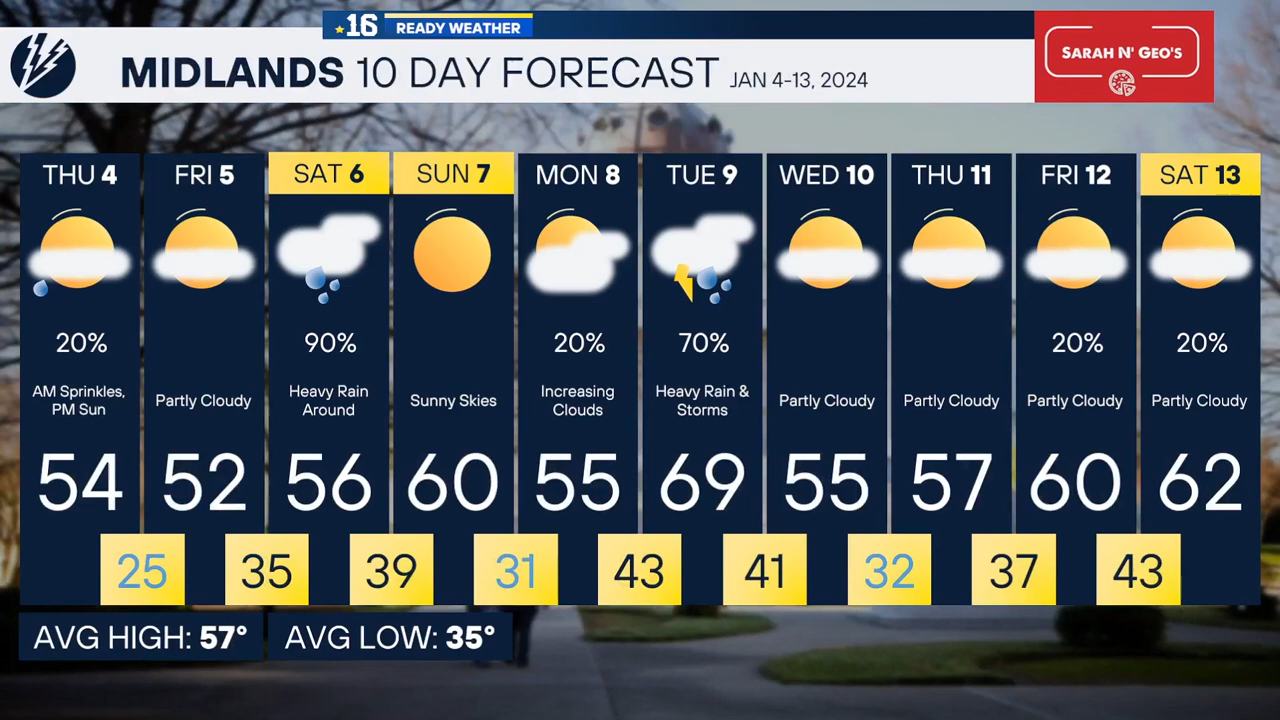 16 READY WEATHER
MIDLANDS 10 DAY FORECAST JAN 4-13, 2024
SARAH N' GEO'S
THU 4 FRI 5 SAT 6 SUN 7 MON 8 TUE 9 WED 10 THU 11 FRI 12 SAT 13
20% 90% 20% 70% 20% 20%
AM Sprinkles,
PM Sun
Partly Cloudy
Heavy Rain
Around
Sunny Skies
Increasing
Clouds
Heavy Rain &
Storms
Partly Cloudy
Partly Cloudy
Partly Cloudy
Partly Cloudy
54 52 56 60 55 69 55 57 60 62
25 35 39 31 43 41 32 37 43
AVG HIGH: 57° AVG LOW: 35°